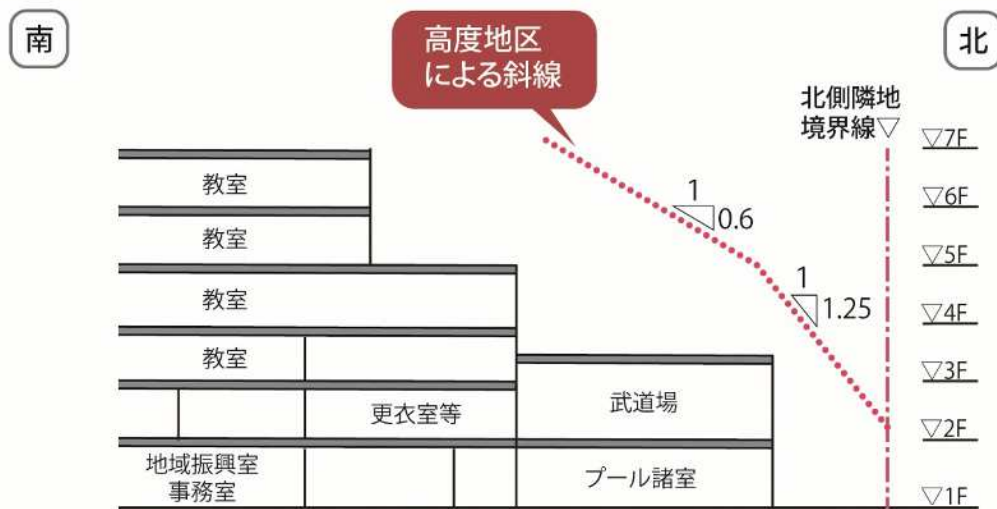 南
高度地区
による斜線
北
北側隣地
境界線▽
▽7F
教室
1
0.6
▽6F
教室
▽5F
教室
1
1.25
▽4F
教室
▽3F
更衣室等
武道場
▽2F
地域振興室
事務室
プール諸室
▽1F